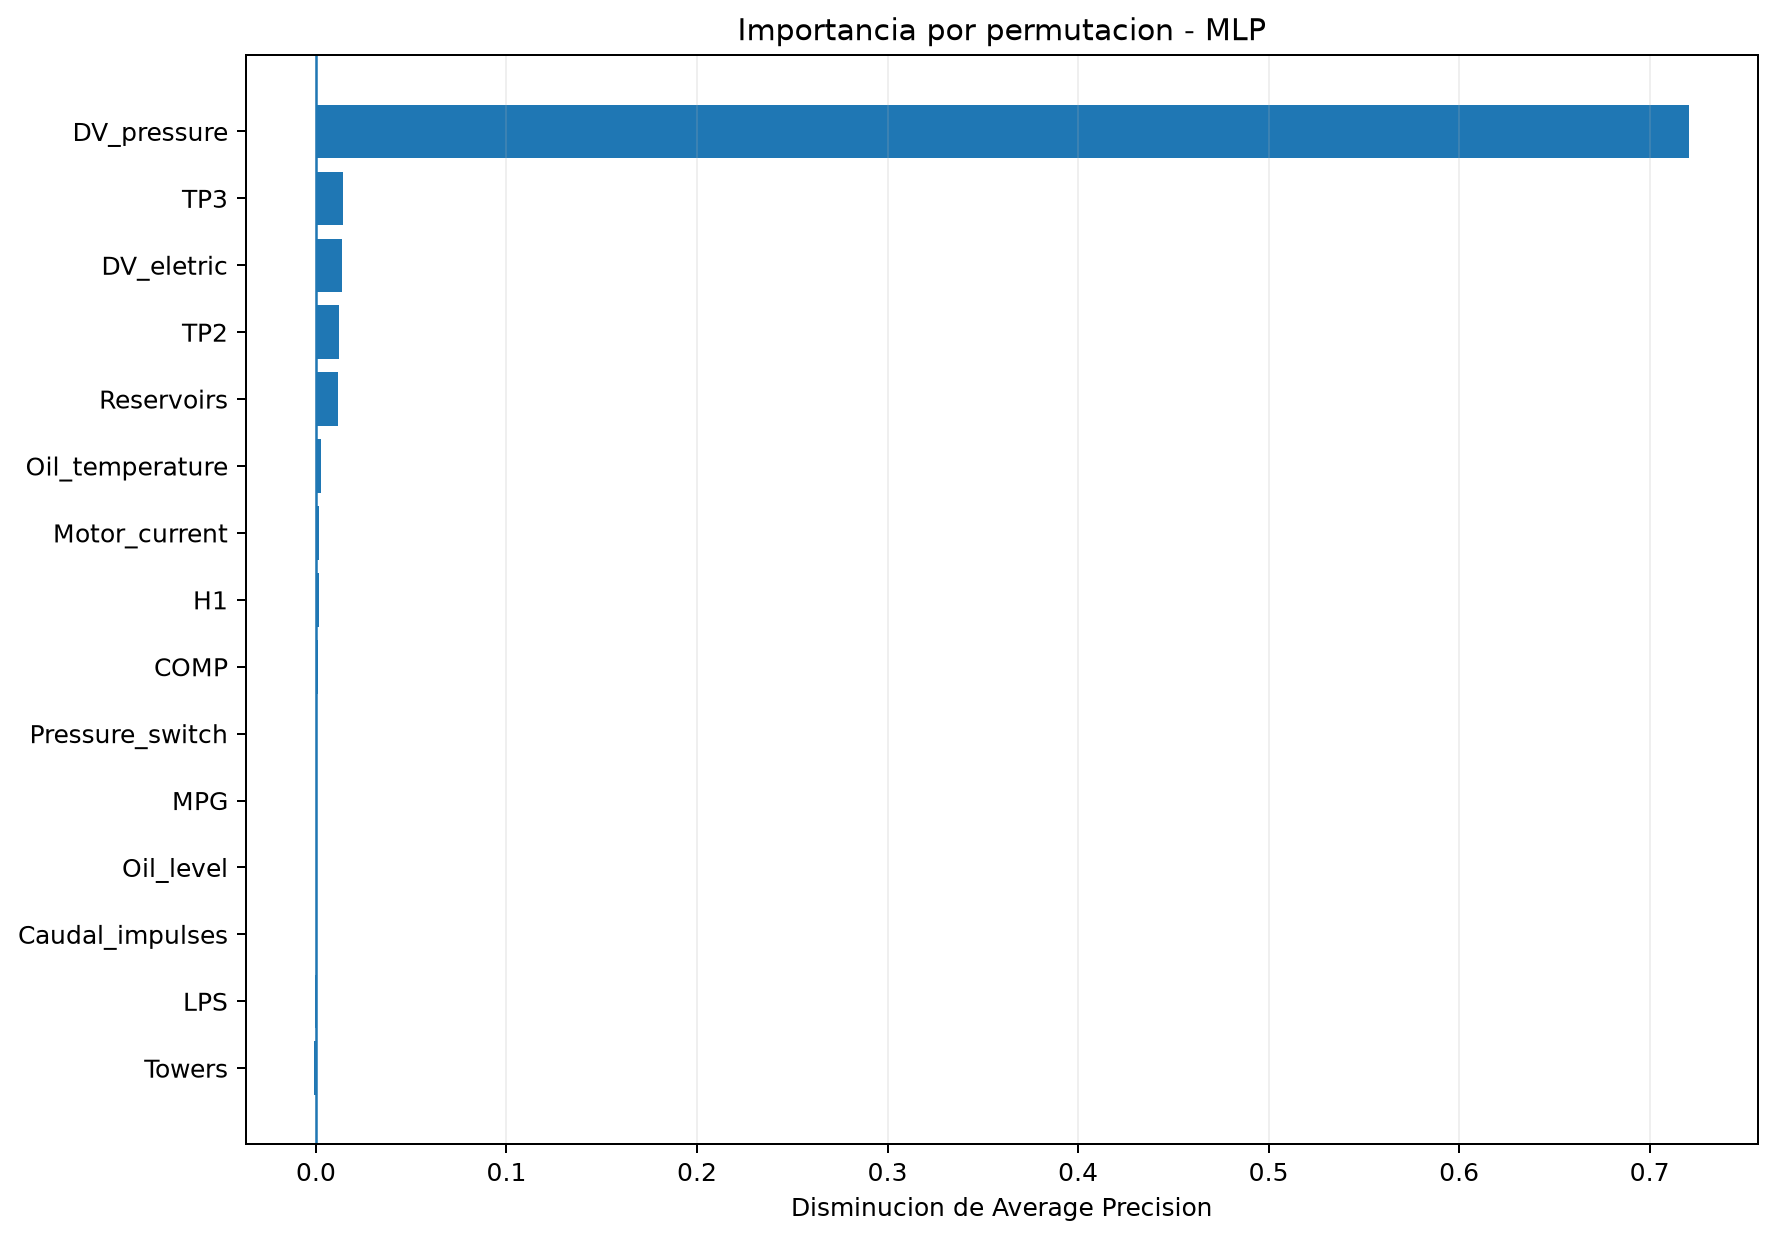 Importancia por permutacion - MLP
DV_pressure
TP3
DV_eletric
TP2
Reservoirs
Oil_temperature
Motor_current
H1
COMP
Pressure_switch
MPG
Oil_level
Caudal_impulses
LPS
Towers
0.0 0.1 0.2 0.3 0.4 0.5 0.6 0.7
Disminucion de Average Precision